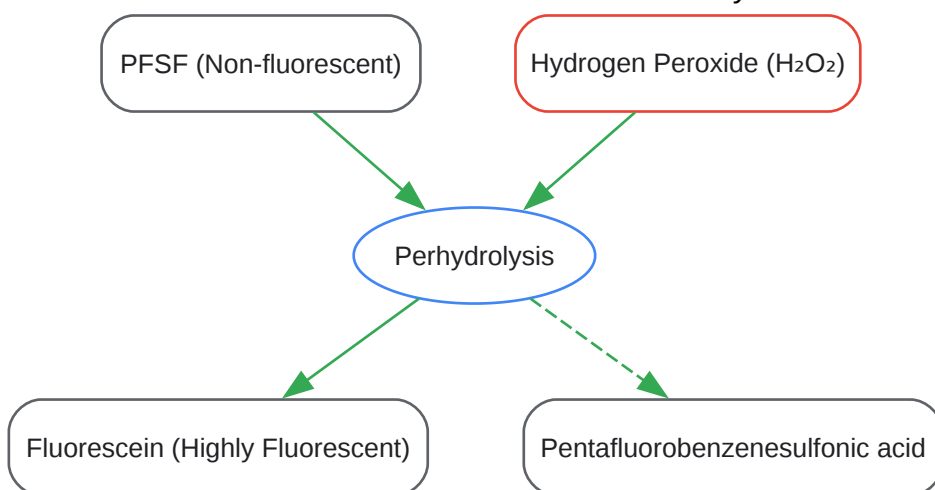 PFSF (Non-fluorescent)
Hydrogen Peroxide (H₂O₂)
Perhydrolysis
Fluorescein (Highly Fluorescent)
Pentafluorobenzenesulfonic acid